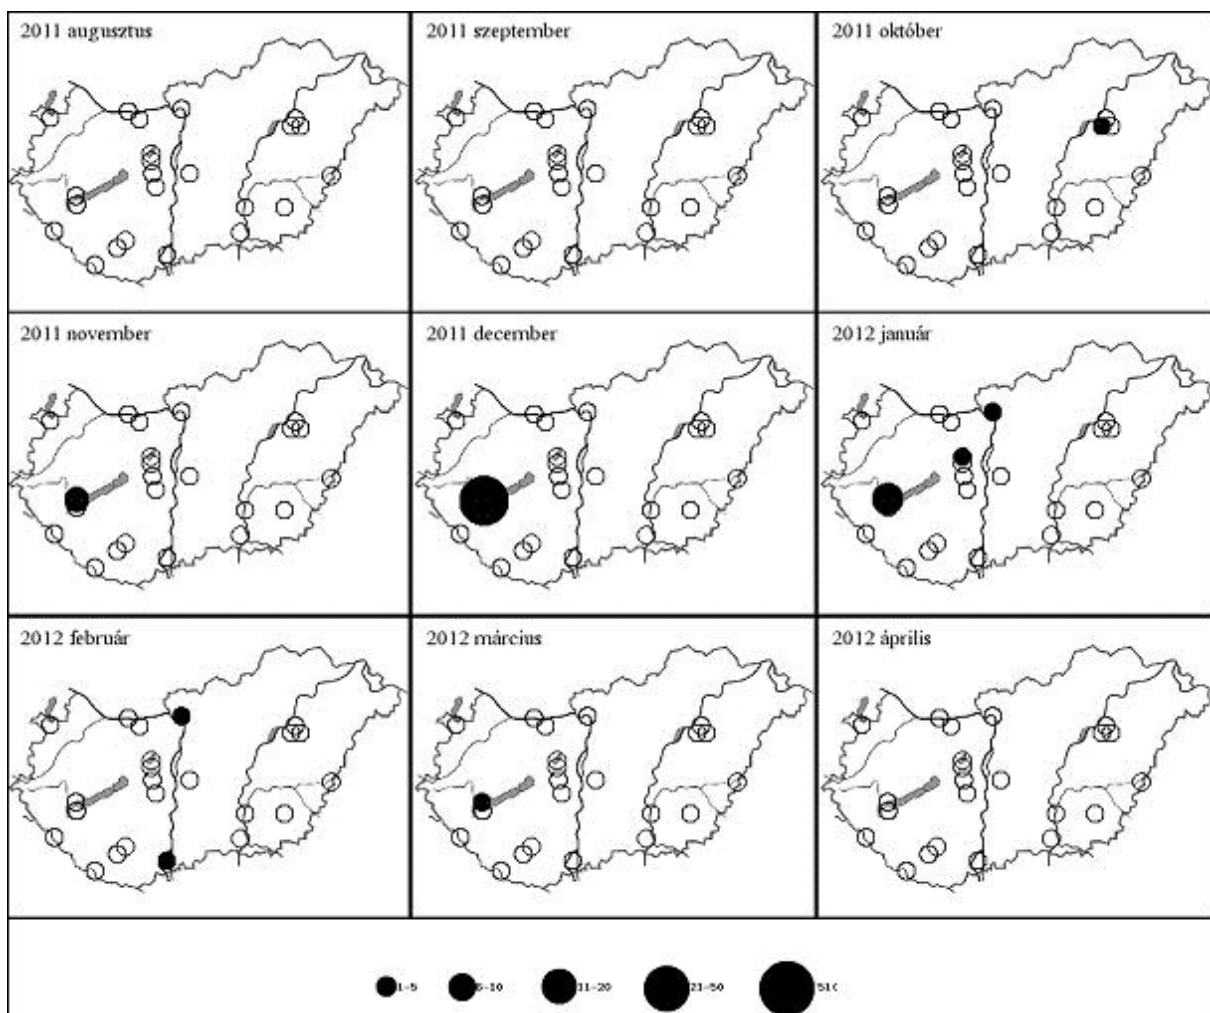 2011 augusztus
2011 szeptember
2011 október
2011 november
2011 december
2012 január
2012 február
2012 március
2012 április
1-5
6-10
11-20
21-50